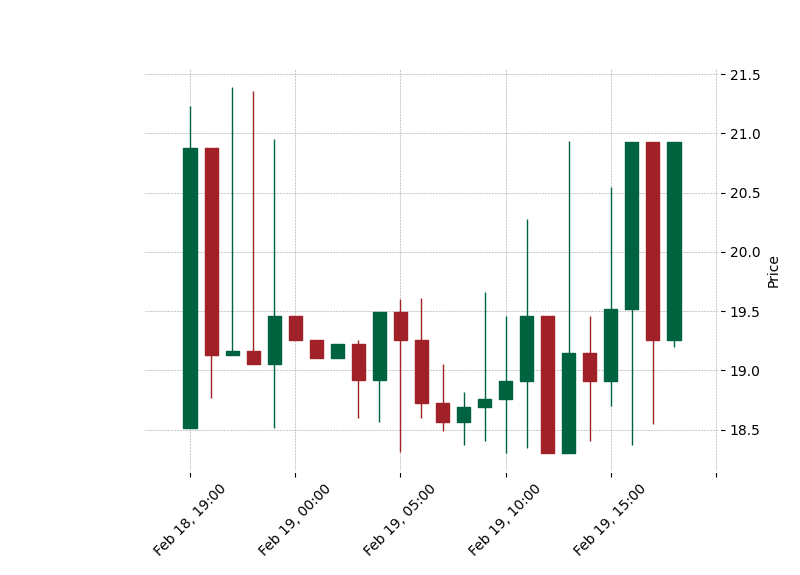 21.5
21.0
20.5
20.0
19.5
19.0
18.5
Price
Feb 18, 19:00
Feb 19, 00:00
Feb 19, 05:00
Feb 19, 10:00
Feb 19, 15:00